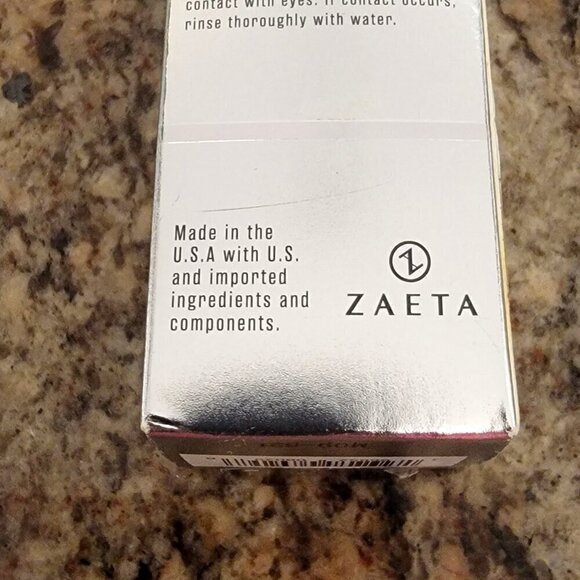 contact with eyes. If contact occurs,
rinse thoroughly with water.
Made in the
U.S.A with U.S.
and imported
ingredients and
components.
ZAETA